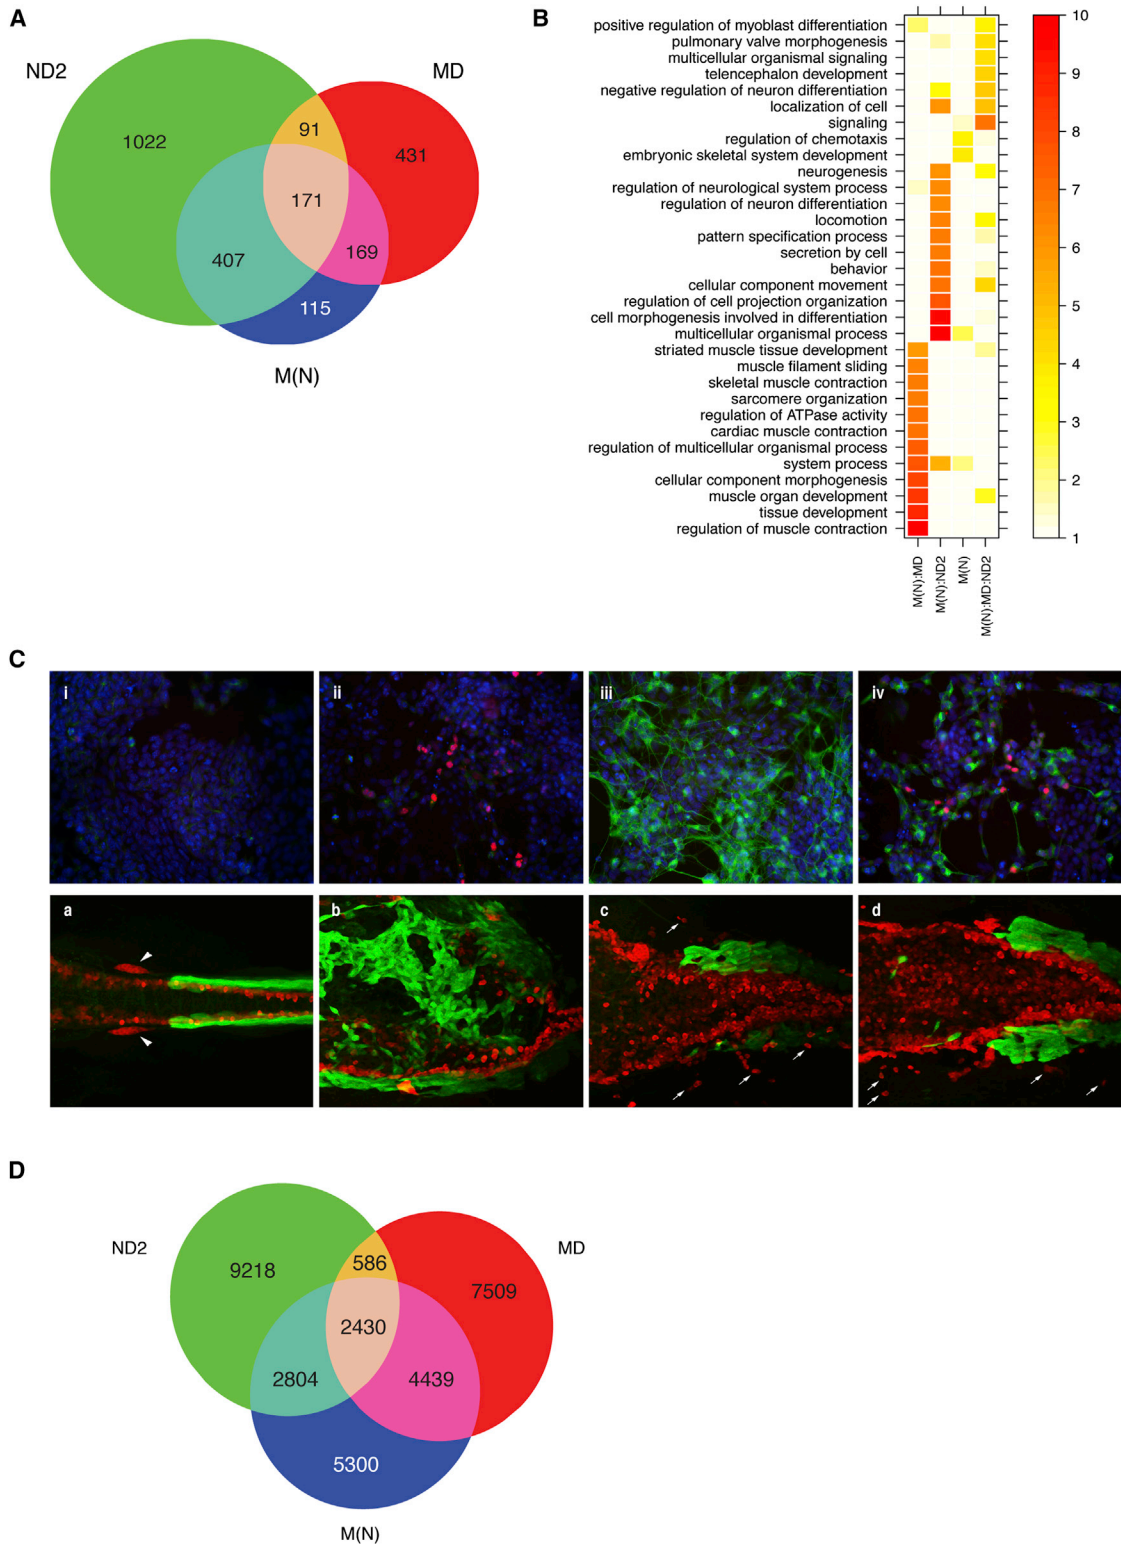 A
ND2
MD
1022
91
431
171
407
169
115
M(N)
B
positive regulation of myoblast differentiation
pulmonary valve morphogenesis
multicellular organismal signaling
telencephalon development
negative regulation of neuron differentiation
localization of cell
signaling
regulation of chemotaxis
embryonic skeletal system development
neurogenesis
regulation of neurological system process
regulation of neuron differentiation
locomotion
pattern specification process
secretion by cell
behavior
cellular component movement
regulation of cell projection organization
cell morphogenesis involved in differentiation
multicellular organismal process
striated muscle tissue development
muscle filament sliding
skeletal muscle contraction
sarcomere organization
regulation of ATPase activity
cardiac muscle contraction
regulation of multicellular organismal process
system process
cellular component morphogenesis
muscle organ development
tissue development
regulation of muscle contraction
M(N):MD
M(N):ND2
M(N)
M(N):MD:ND2
10
9
8
7
6
5
4
3
2
1
C
i
ii
iii
iv
a
b
c
d
D
ND2
MD
9218
586
7509
2430
2804
4439
5300
M(N)